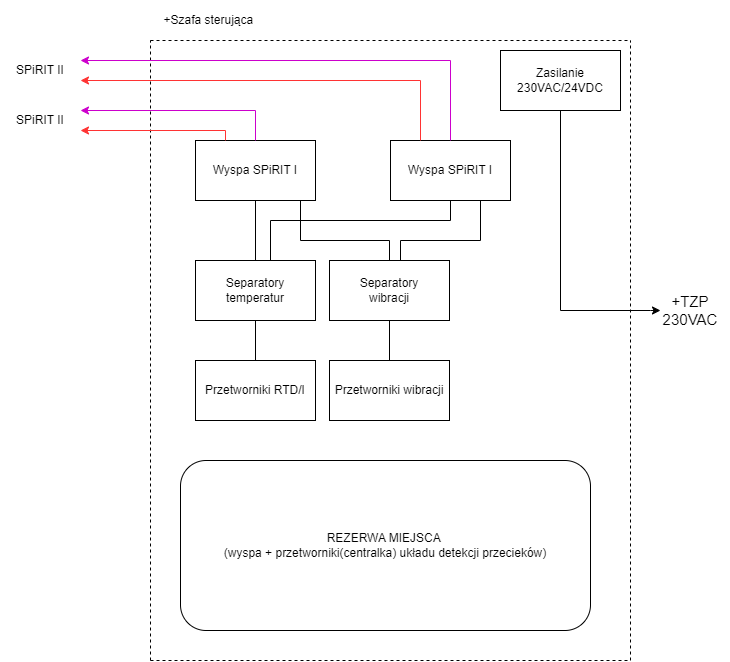 +Szafa sterująca
SPiRIT II
SPiRIT II
Zasilanie
230VAC/24VDC
Wyspa SPiRIT I
Wyspa SPiRIT I
Separatory
temperatur
Separatory
wibracji
+TZP
230VAC
Przetworniki RTD/I
Przetworniki wibracji
REZERWA MIEJSCA
(wyspa + przetworniki(centralka) układu detekcji przecieków)